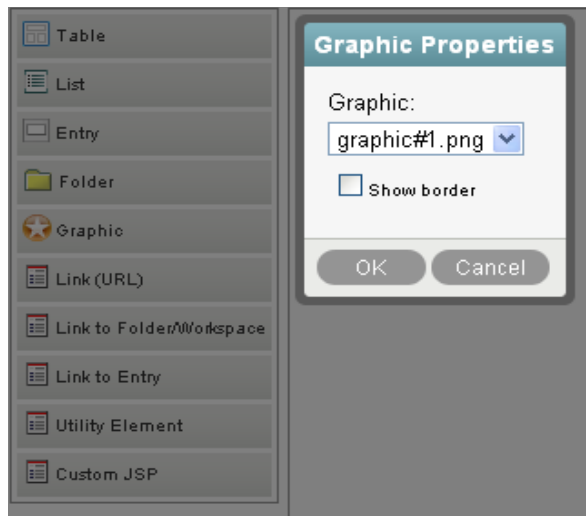 Table
List
Entry
Folder
Graphic
Link (URL)
Link to Folder/Workspace
Link to Entry
Utility Element
Custom JSP
Graphic Properties
Graphic:
graphic#1.png
Show border
OK Cancel